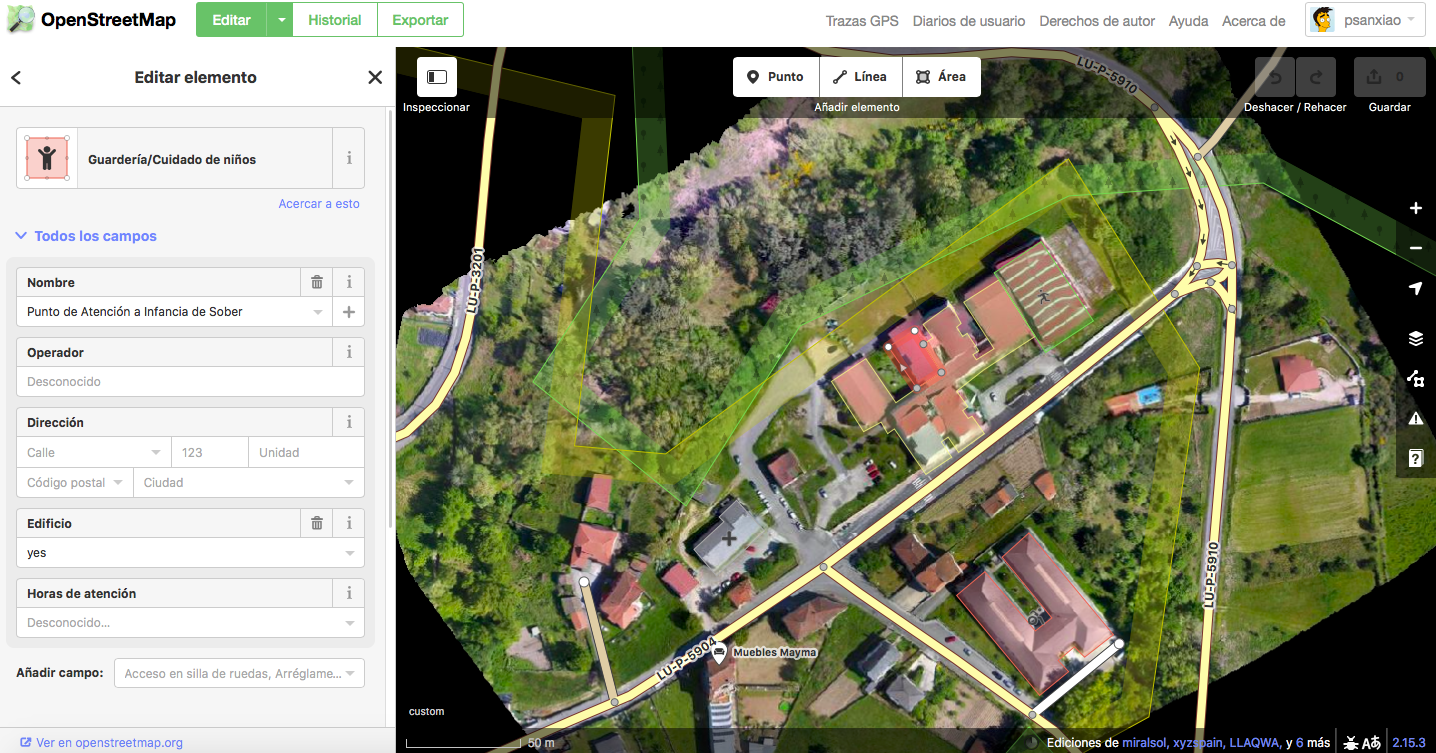 OpenStreetMap
Editar
Historial
Exportar
Trazas GPS
Diarios de usuario
Derechos de autor
Ayuda
Acerca de
psanxiao
Editar elemento
Guardería/Cuidado de niños
i
Acercar a esto
Todos los campos
Nombre
i
Punto de Atención a Infancia de Sober
+
Operador
i
Desconocido
Dirección
i
Calle
123
Unidad
Código postal
Ciudad
Edificio
i
yes
Horas de atención
i
Desconocido...
Añadir campo:
Acceso en silla de ruedas, Arréglame...
Ver en openstreetmap.org
Inspeccionar
Punto
Línea
Área
Añadir elemento
Deshacer / Rehacer
0
Guardar
LU-P-5910
LU-P-3201
LU-P-5910
LU-P-5904
Muebles Mayma
custom
50 m
Ediciones de miralsol, xyzspain, LLAQWA, y 6 más
2.15.3